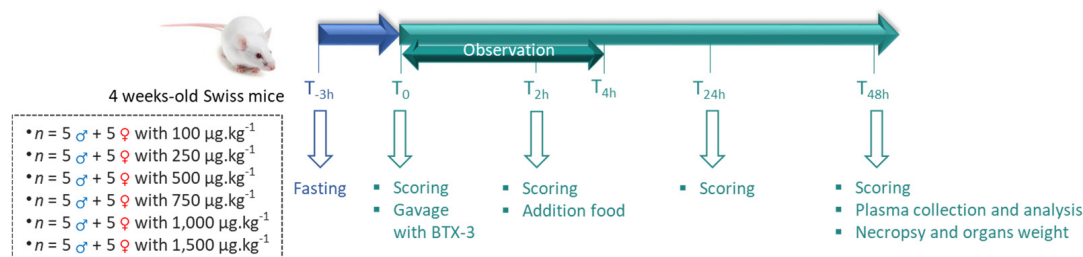 Observation
T-3h
T0
T2h
T4h
T24h
T48h
4 weeks-old Swiss mice
•n = 5 ♂ + 5 ♀ with 100 µg.kg-1
•n = 5 ♂ + 5 ♀ with 250 µg.kg-1
•n = 5 ♂ + 5 ♀ with 500 µg.kg-1
•n = 5 ♂ + 5 ♀ with 750 µg.kg-1
•n = 5 ♂ + 5 ♀ with 1,000 µg.kg-1
•n = 5 ♂ + 5 ♀ with 1,500 µg.kg-1
Fasting
▪ Scoring
▪ Gavage
with BTX-3
▪ Scoring
▪ Addition food
▪ Scoring
▪ Scoring
▪ Plasma collection and analysis
▪ Necropsy and organs weight